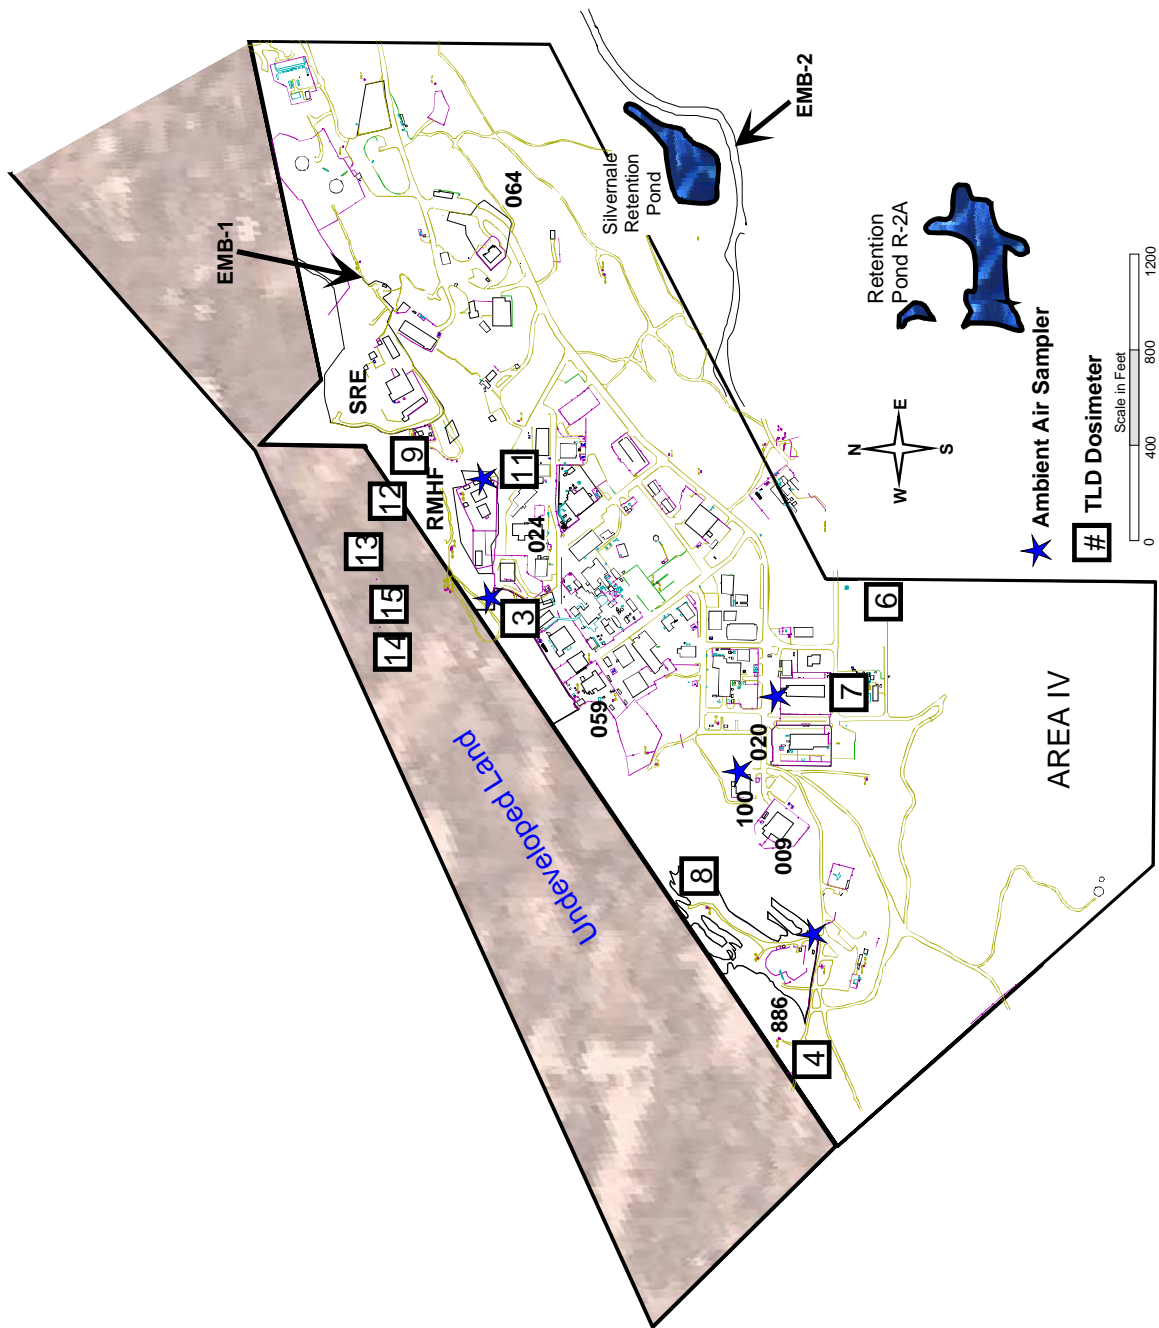 EMB-1
EMB-2
064
Silvernale
Retention
Pond
SRE
9
RMHF
12
11
13
024
15
3
14
059
Undeveloped Land
Retention
Pond R-2A
N
E
S
W
Ambient Air Sampler
# TLD Dosimeter
Scale in Feet
0 400 800 1200
6
7
020
100
009
8
886
4
AREA IV